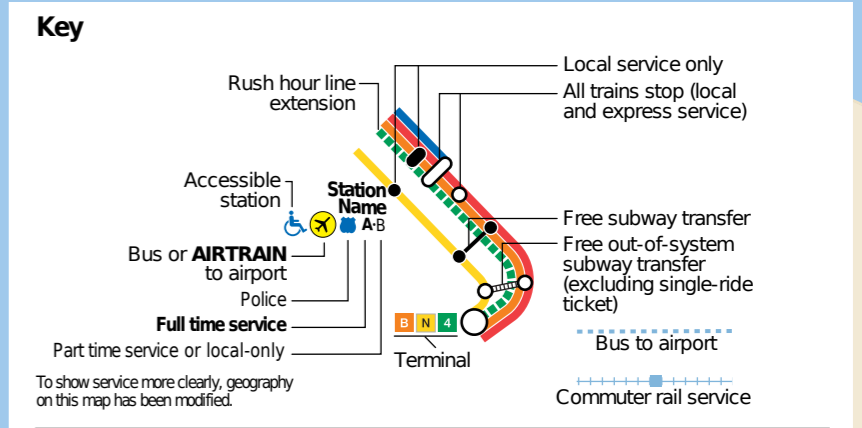 Key
Rush hour line
extension
Local service only
All trains stop (local
and express service)
Accessible
station
Station
Name
A·B
Bus or AIRTRAIN
to airport
Police
Full time service
Part time service or local-only
Free subway transfer
Free out-of-system
subway transfer
(excluding single-ride
ticket)
B N 4
Terminal
Bus to airport
Commuter rail service
To show service more clearly, geography
on this map has been modified.